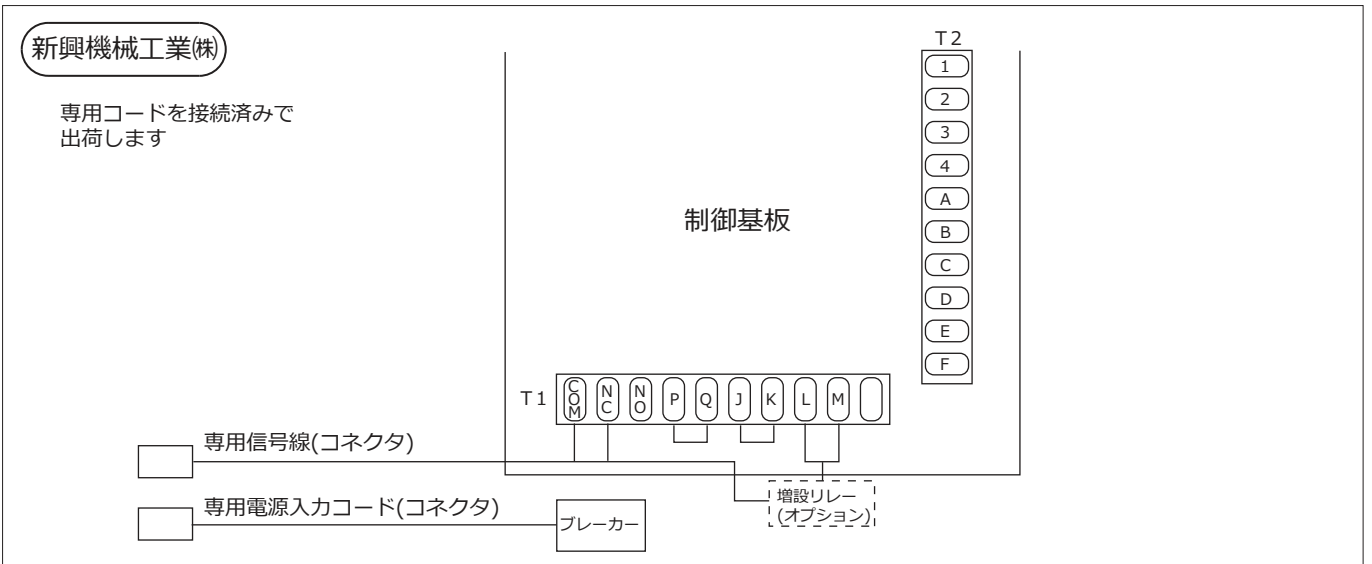 新興機械工業㈱
専用コードを接続済みで
出荷します
制御基板
T2
1
2
3
4
A
B
C
D
E
F
T1
COM
NC
NO
P
Q
J
K
L
M
専用信号線(コネクタ)
専用電源入力コード(コネクタ)
ブレーカー
増設リレー
(オプション)